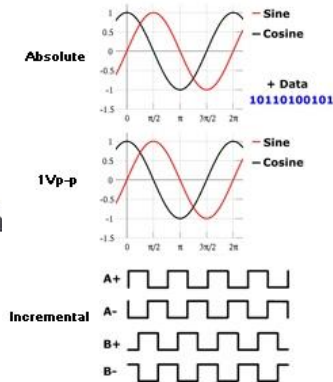 Absolute
1
0.5
0
-0.5
-1
-1.5
0 π/2 π 3π/2 2π
Sine
Cosine
+ Data
10110100101
1Vp-p
1
0.5
0
-0.5
-1
-1.5
0 π/2 π 3π/2 2π
Sine
Cosine
Incremental
A+
A-
B+
B-